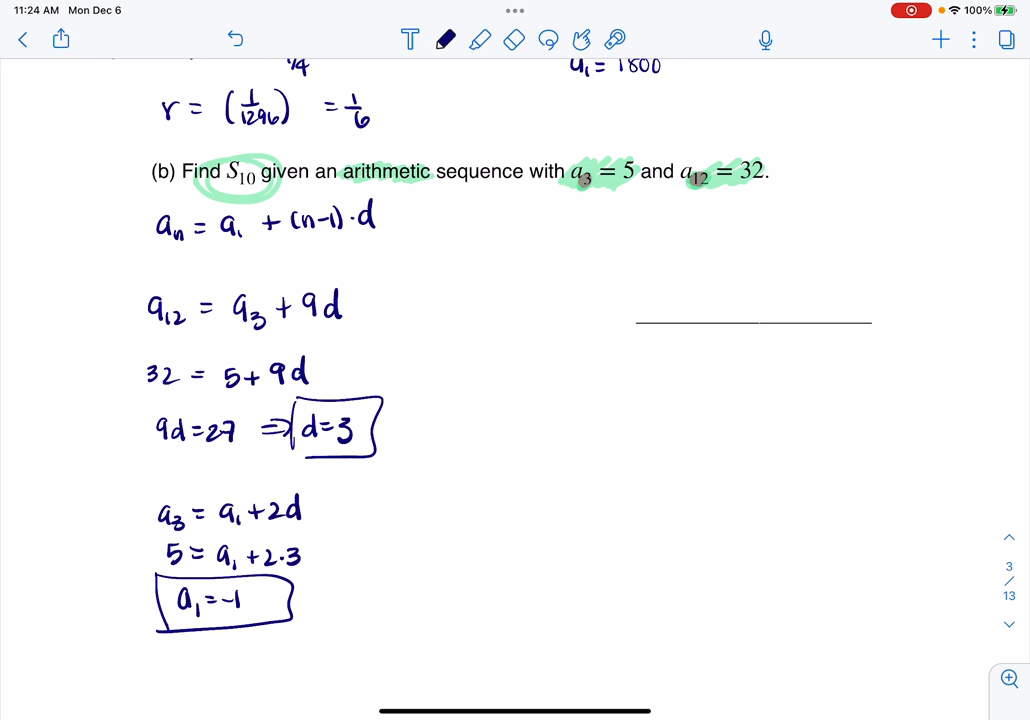 11:24 AM Mon Dec 6
100%
T
1/4
a₁ = 1800
r = (1/1296) = 1/6
(b) Find S₁₀ given an arithmetic sequence with a₃ = 5 and a₁₂ = 32.
aₙ = a₁ + (n-1)·d
a₁₂ = a₃ + 9d
32 = 5 + 9d
9d = 27 ⇒ d = 3
a₃ = a₁ + 2d
5 = a₁ + 2·3
a₁ = -1
3
/
13